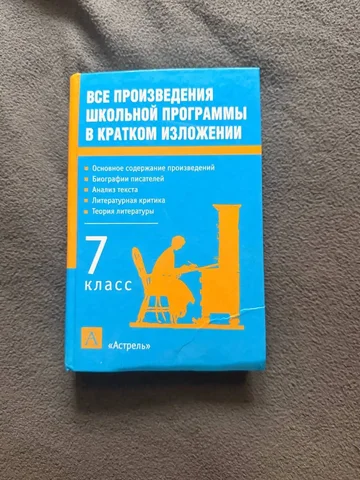 ВСЕ ПРОИЗВЕДЕНИЯ
ШКОЛЬНОЙ ПРОГРАММЫ
В КРАТКОМ ИЗЛОЖЕНИИ
Основное содержание произведений
Биографии писателей
Анализ текста
Литературная критика
Теория литературы
7
КЛАСС
А
«Астрель»